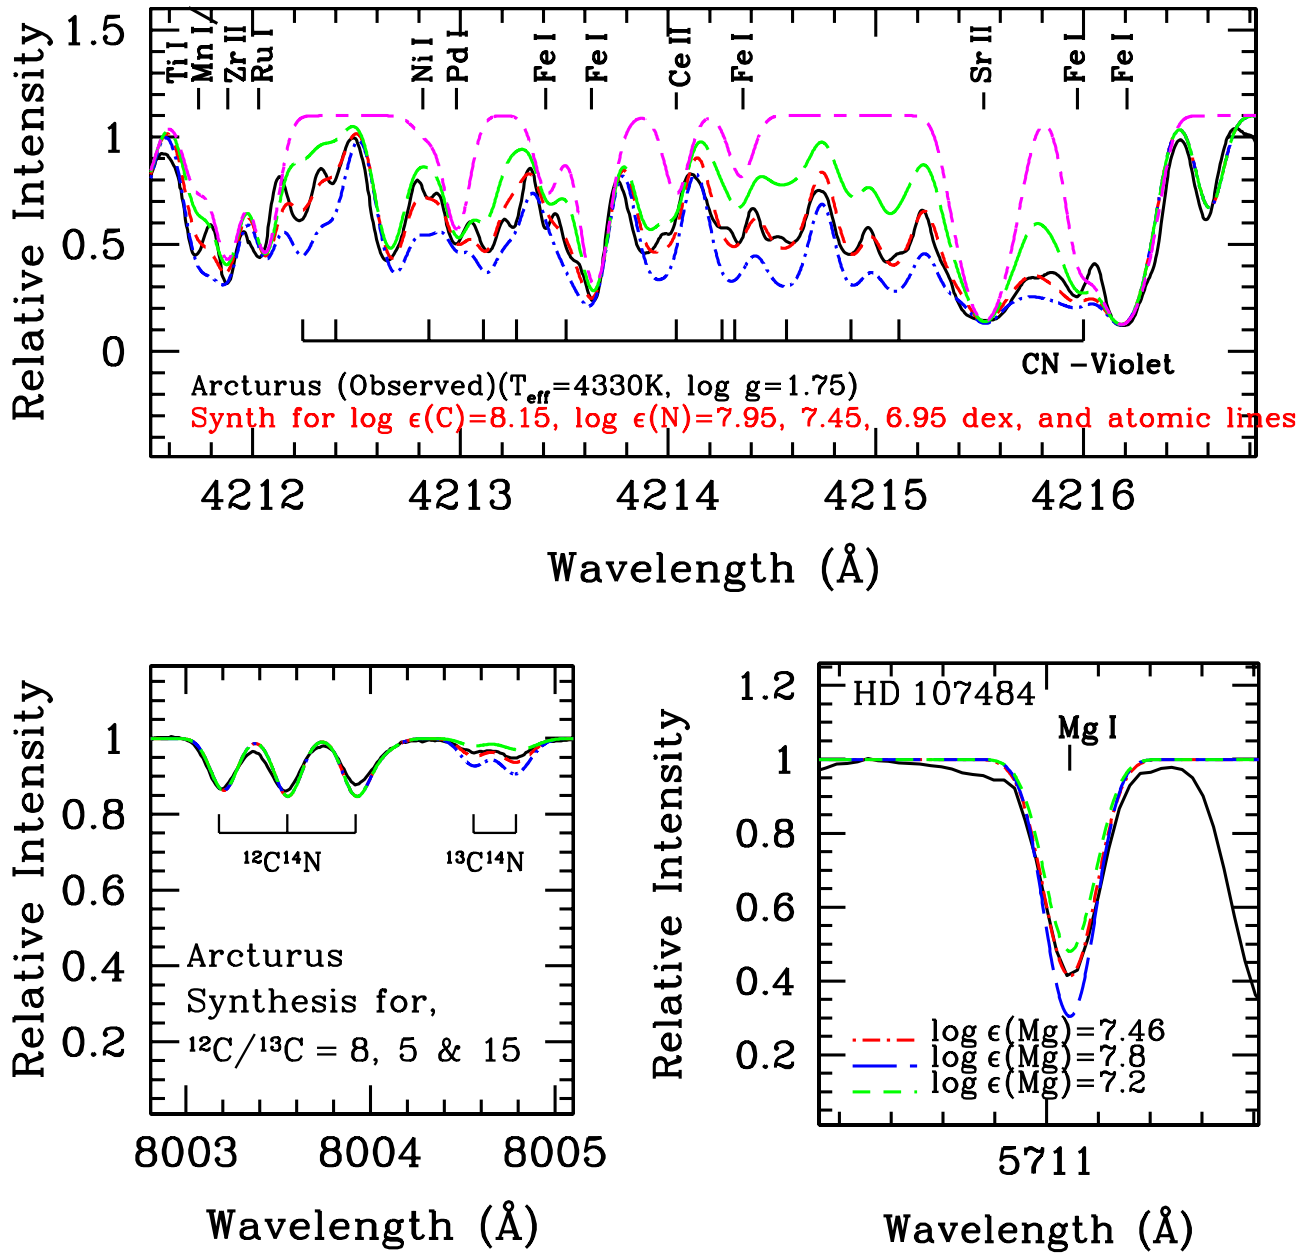 Relative Intensity
1.5
1
0.5
0
Ti I
Mn I/
Zr II
Ru I
Ni I
Pd I
Fe I
Fe I
Ce II
Fe I
Sr II
Fe I
Fe I
CN –Violet
Arcturus (Observed)(Teff=4330K, log g=1.75)
Synth for log ϵ(C)=8.15, log ϵ(N)=7.95, 7.45, 6.95 dex, and atomic lines
4212 4213 4214 4215 4216
Wavelength (Å)
Relative Intensity
1
0.8
0.6
0.4
0.2
¹²C¹⁴N
¹³C¹⁴N
Arcturus
Synthesis for,
¹²C/¹³C = 8, 5 & 15
8003 8004 8005
Wavelength (Å)
Relative Intensity
1.2
1
0.8
0.6
0.4
0.2
HD 107484
Mg I
log ϵ(Mg)=7.46
log ϵ(Mg)=7.8
log ϵ(Mg)=7.2
5711
Wavelength (Å)